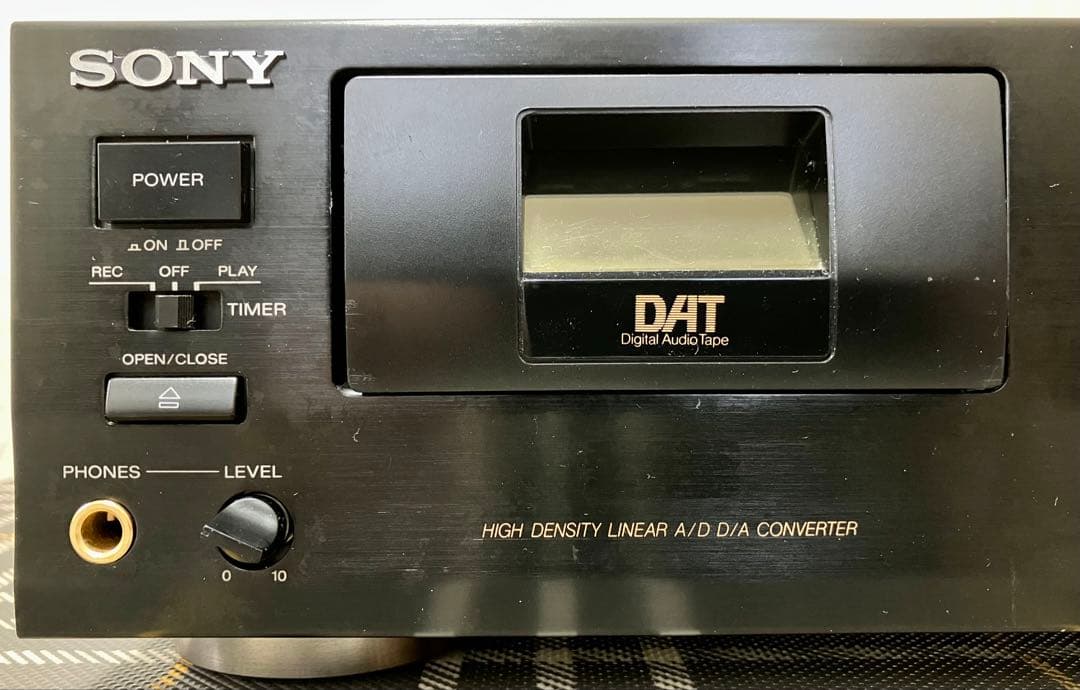 SONY
POWER
ON OFF
REC OFF PLAY
TIMER
OPEN/CLOSE
PHONES LEVEL
0 10
DAT
Digital Audio Tape
HIGH DENSITY LINEAR A/D D/A CONVERTER